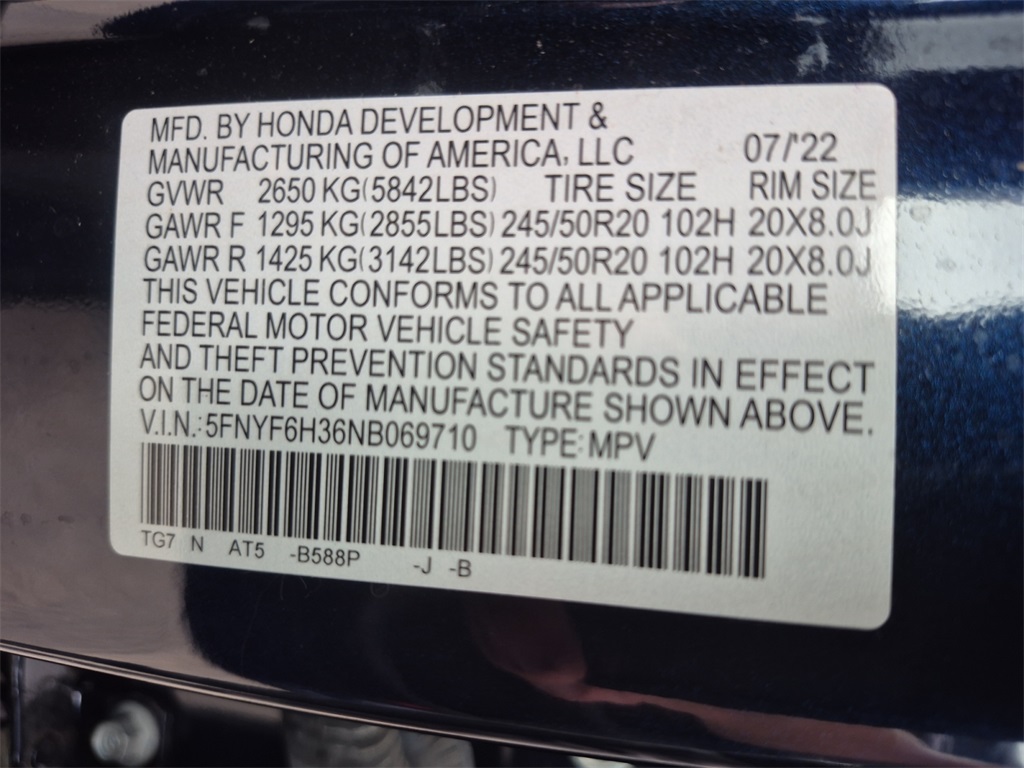 MFD. BY HONDA DEVELOPMENT &
MANUFACTURING OF AMERICA, LLC 07/'22
GVWR 2650 KG(5842LBS) TIRE SIZE RIM SIZE
GAWR F 1295 KG(2855LBS) 245/50R20 102H 20X8.0J
GAWR R 1425 KG(3142LBS) 245/50R20 102H 20X8.0J
THIS VEHICLE CONFORMS TO ALL APPLICABLE
FEDERAL MOTOR VEHICLE SAFETY
AND THEFT PREVENTION STANDARDS IN EFFECT
ON THE DATE OF MANUFACTURE SHOWN ABOVE.
V.I.N.:5FNYF6H36NB069710 TYPE:MPV
TG7 N AT5 -B588P -J -B